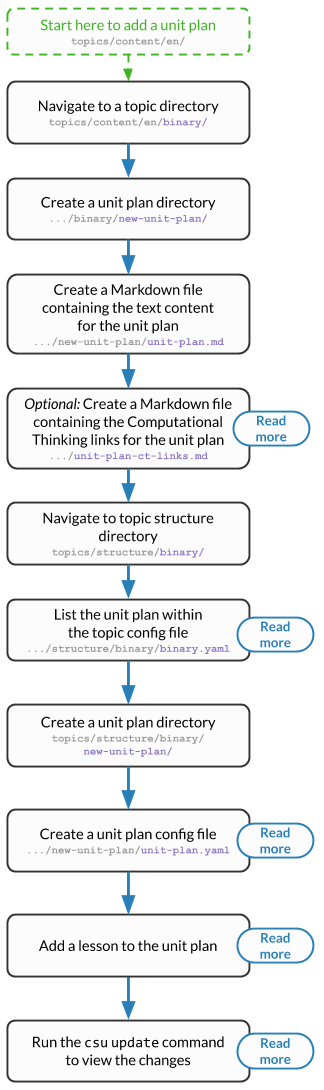 Start here to add a unit plan
topics/content/en/
Navigate to a topic directory
topics/content/en/binary/
Create a unit plan directory
.../binary/new-unit-plan/
Create a Markdown file
containing the text content
for the unit plan
.../new-unit-plan/unit-plan.md
Optional: Create a Markdown file
containing the Computational
Thinking links for the unit plan
.../unit-plan-ct-links.md
Read
more
Navigate to topic structure
directory
topics/structure/binary/
List the unit plan within
the topic config file
.../structure/binary/binary.yaml
Read
more
Create a unit plan directory
topics/structure/binary/
new-unit-plan/
Create a unit plan config file
.../new-unit-plan/unit-plan.yaml
Read
more
Add a lesson to the unit plan
Read
more
Run the csu update command
to view the changes
Read
more